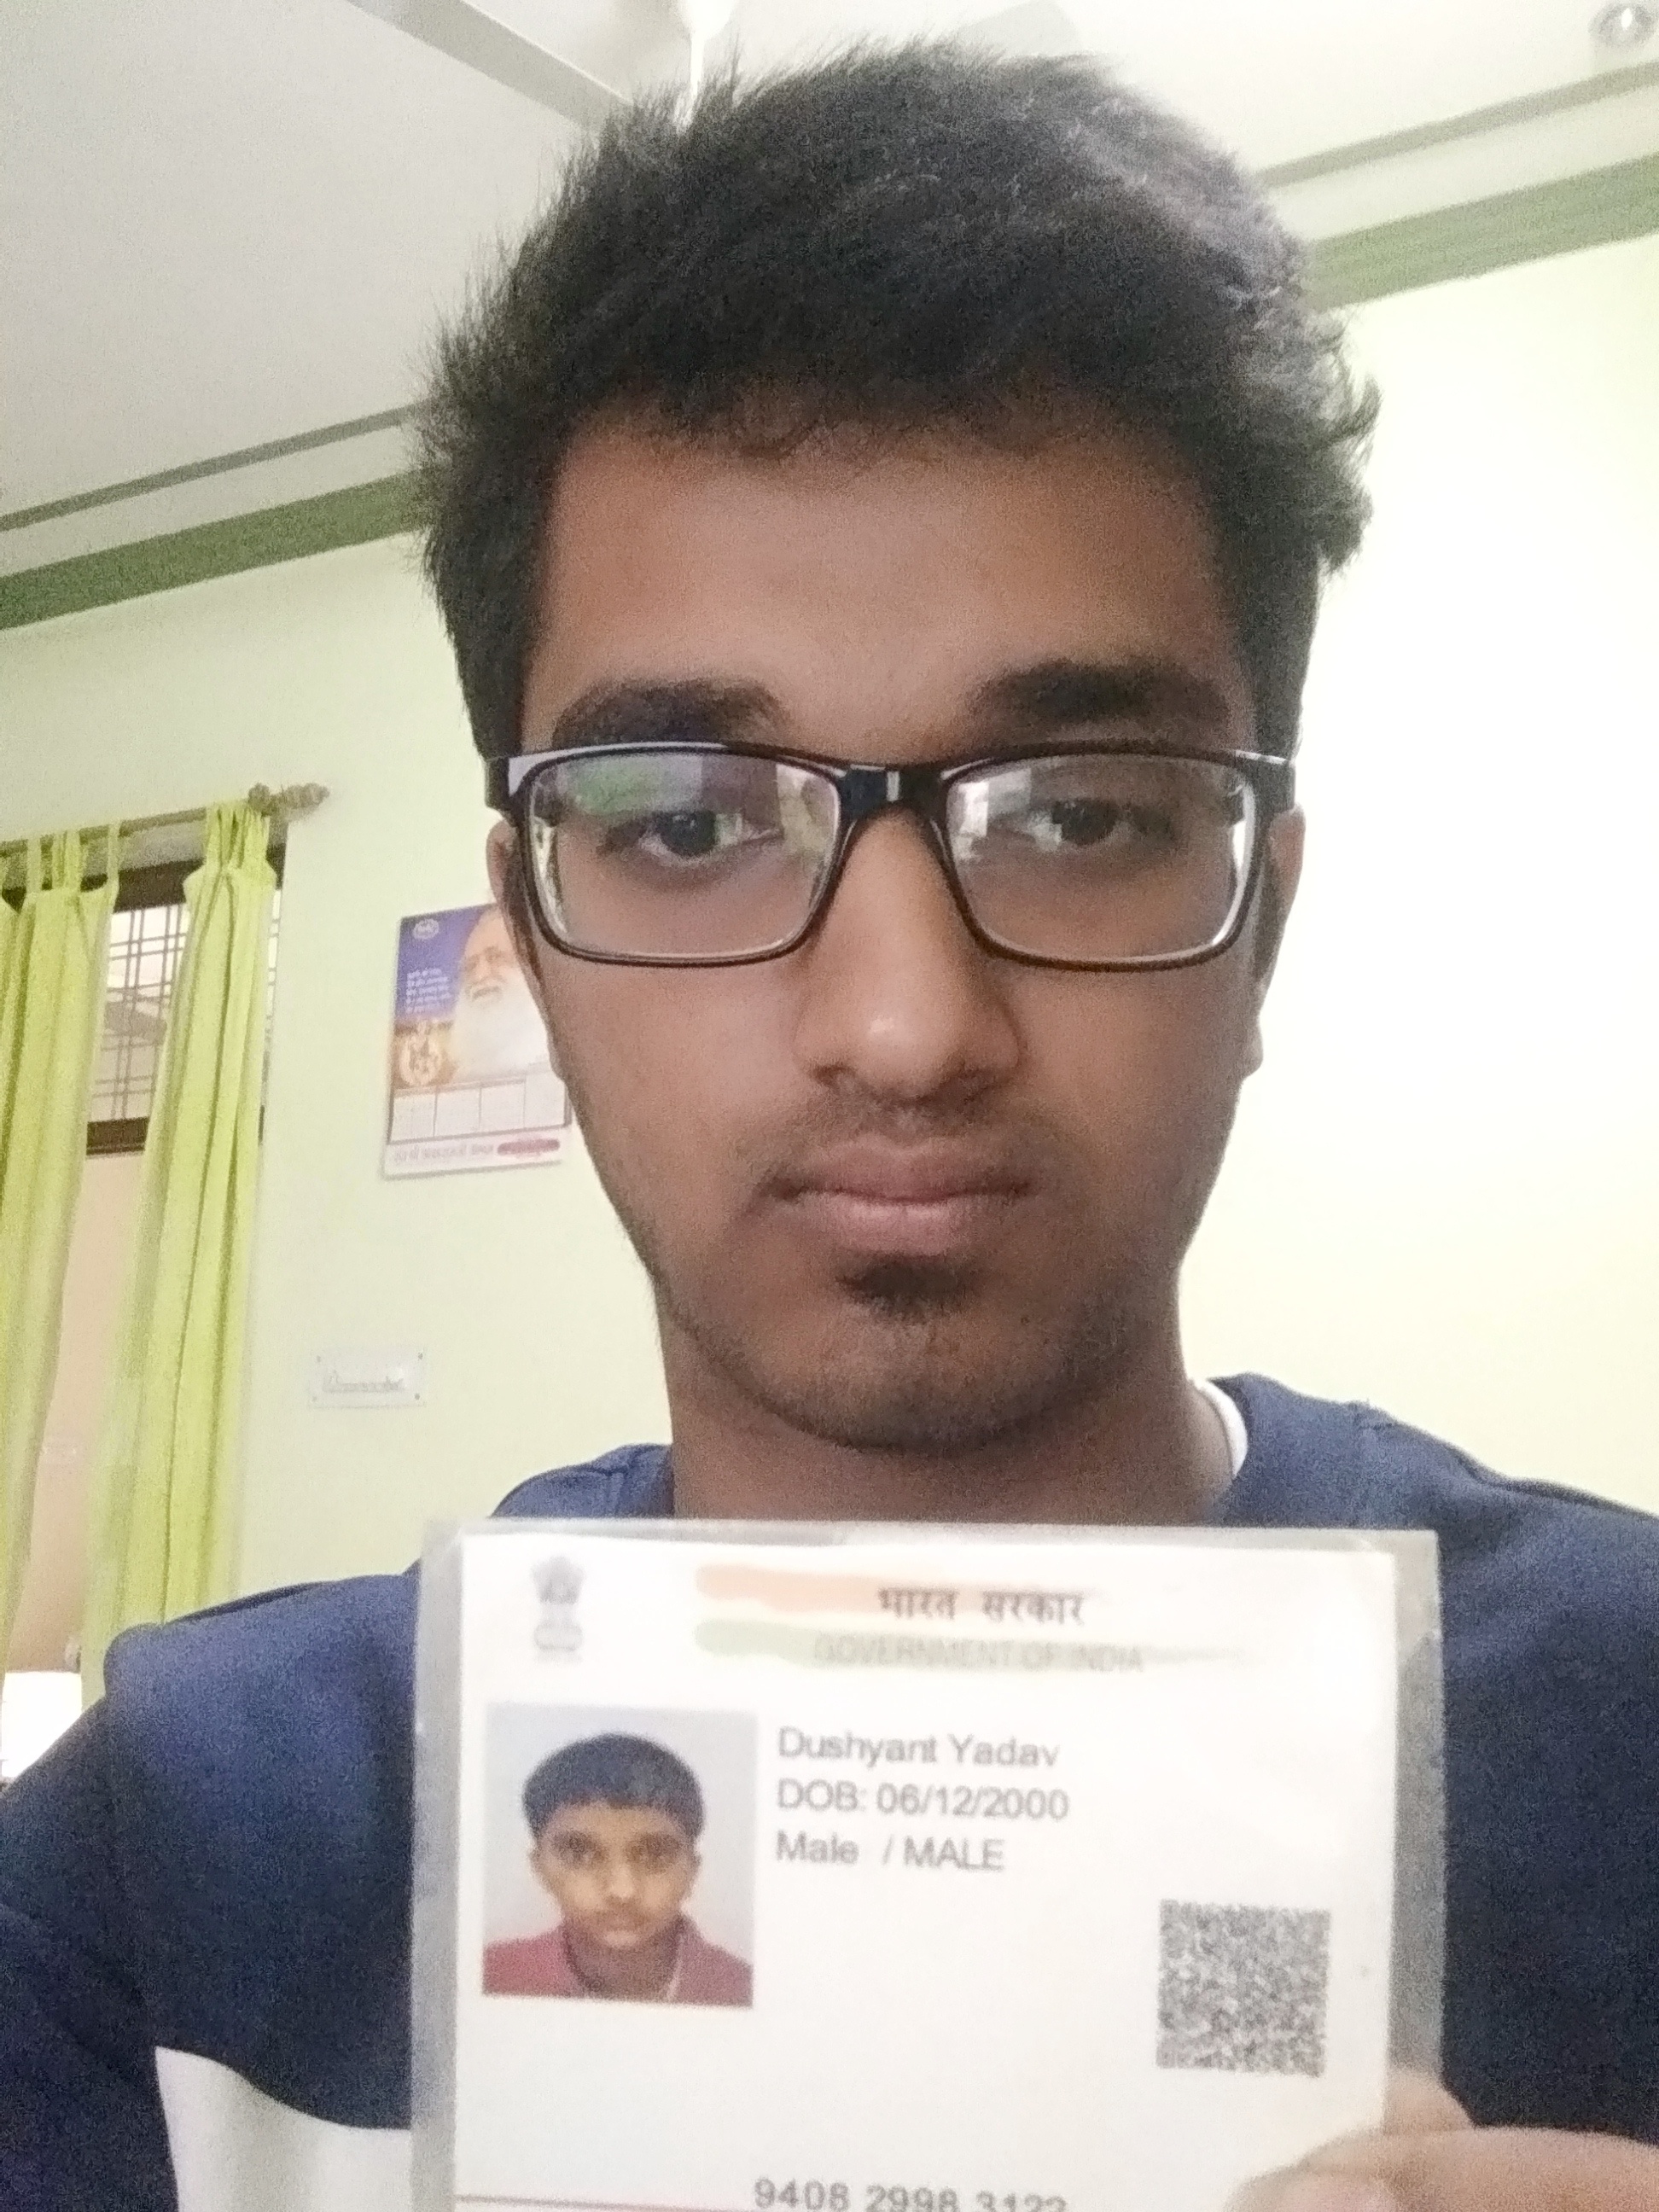 भारत सरकार
GOVERNMENT OF INDIA
Dushyant Yadav
DOB: 06/12/2000
Male / MALE
9408 2998